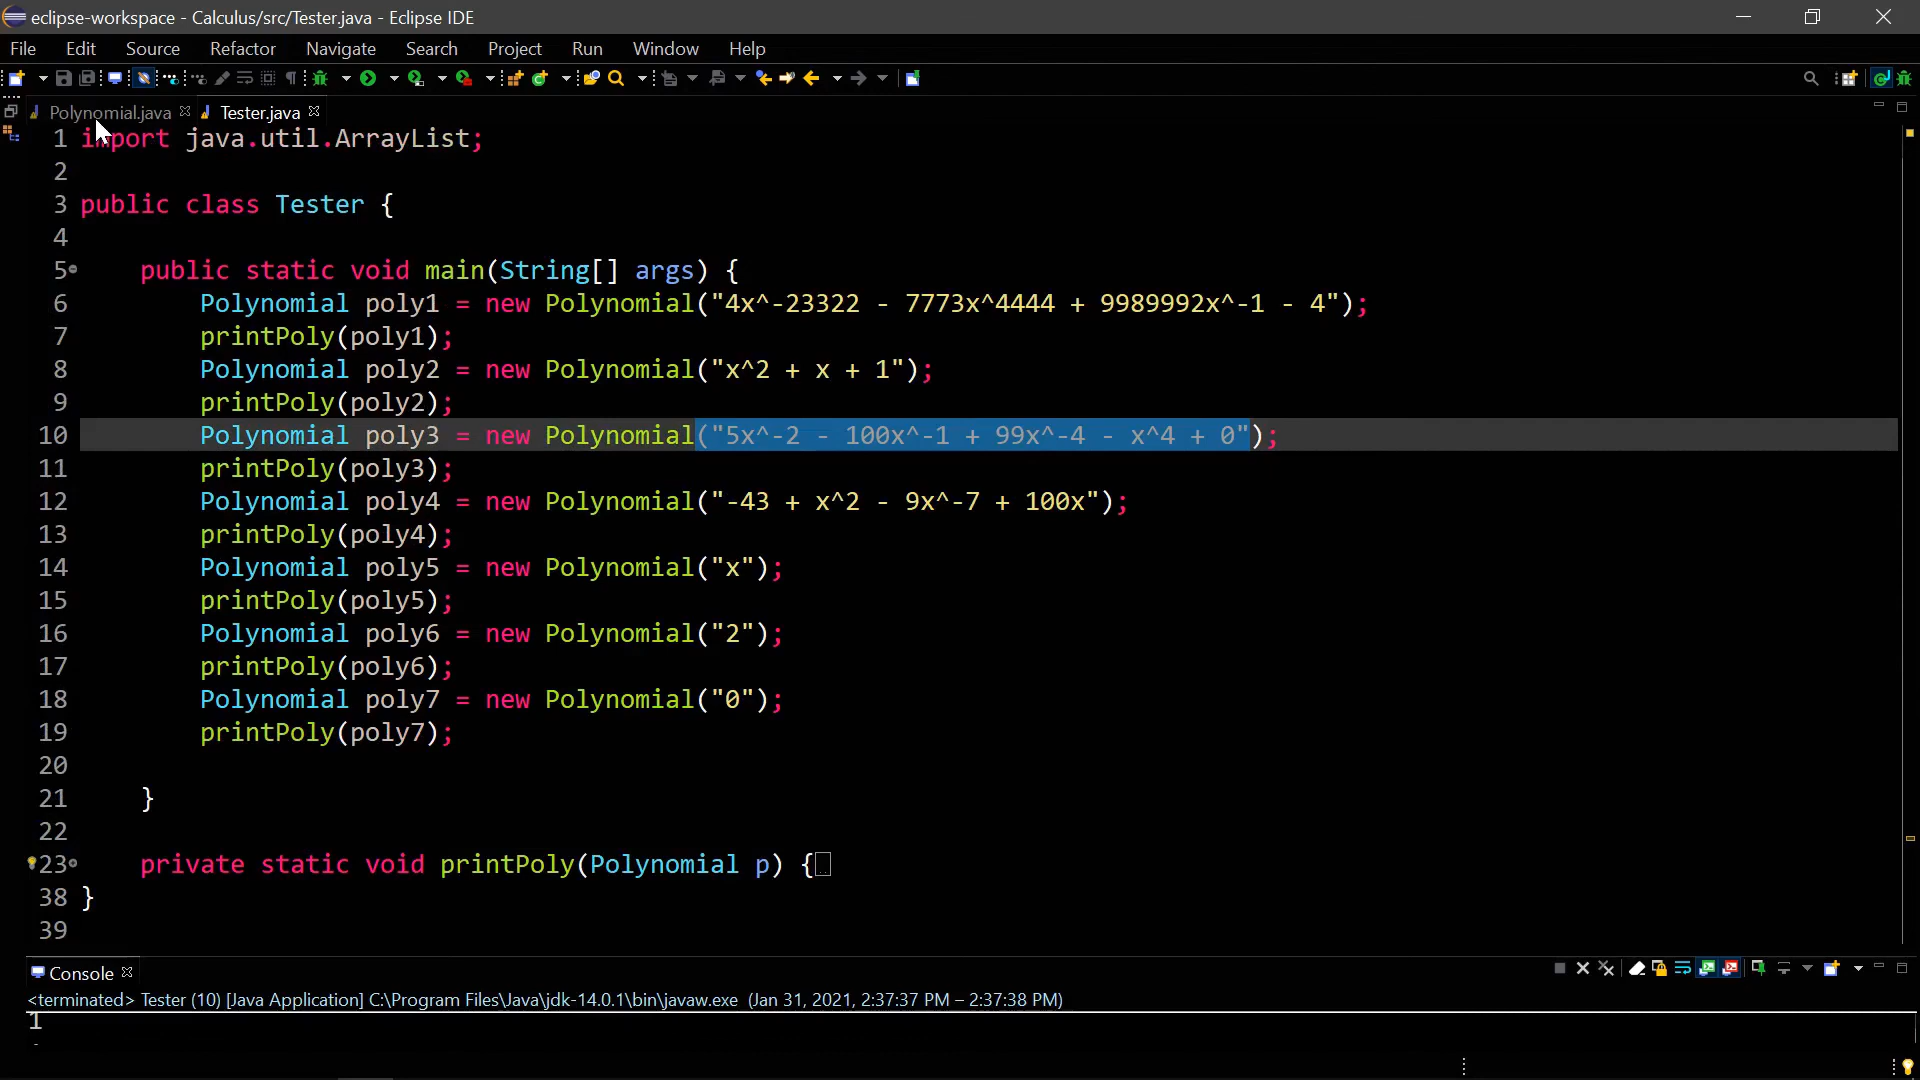 eclipse-workspace - Calculus/src/Tester.java - Eclipse IDE
File Edit Source Refactor Navigate Search Project Run Window Help
Polynomial.java Tester.java
1 import java.util.ArrayList;
2
3 public class Tester {
4
5 public static void main(String[] args) {
6 Polynomial poly1 = new Polynomial("4x^-23322 - 7773x^4444 + 9989992x^-1 - 4");
7 printPoly(poly1);
8 Polynomial poly2 = new Polynomial("x^2 + x + 1");
9 printPoly(poly2);
10 Polynomial poly3 = new Polynomial("5x^-2 - 100x^-1 + 99x^-4 - x^4 + 0");
11 printPoly(poly3);
12 Polynomial poly4 = new Polynomial("-43 + x^2 - 9x^-7 + 100x");
13 printPoly(poly4);
14 Polynomial poly5 = new Polynomial("x");
15 printPoly(poly5);
16 Polynomial poly6 = new Polynomial("2");
17 printPoly(poly6);
18 Polynomial poly7 = new Polynomial("0");
19 printPoly(poly7);
20
21 }
22
23 private static void printPoly(Polynomial p) {
38 }
39
Console
<terminated> Tester (10) [Java Application] C:\Program Files\Java\jdk-14.0.1\bin\javaw.exe (Jan 31, 2021, 2:37:37 PM – 2:37:38 PM)
1